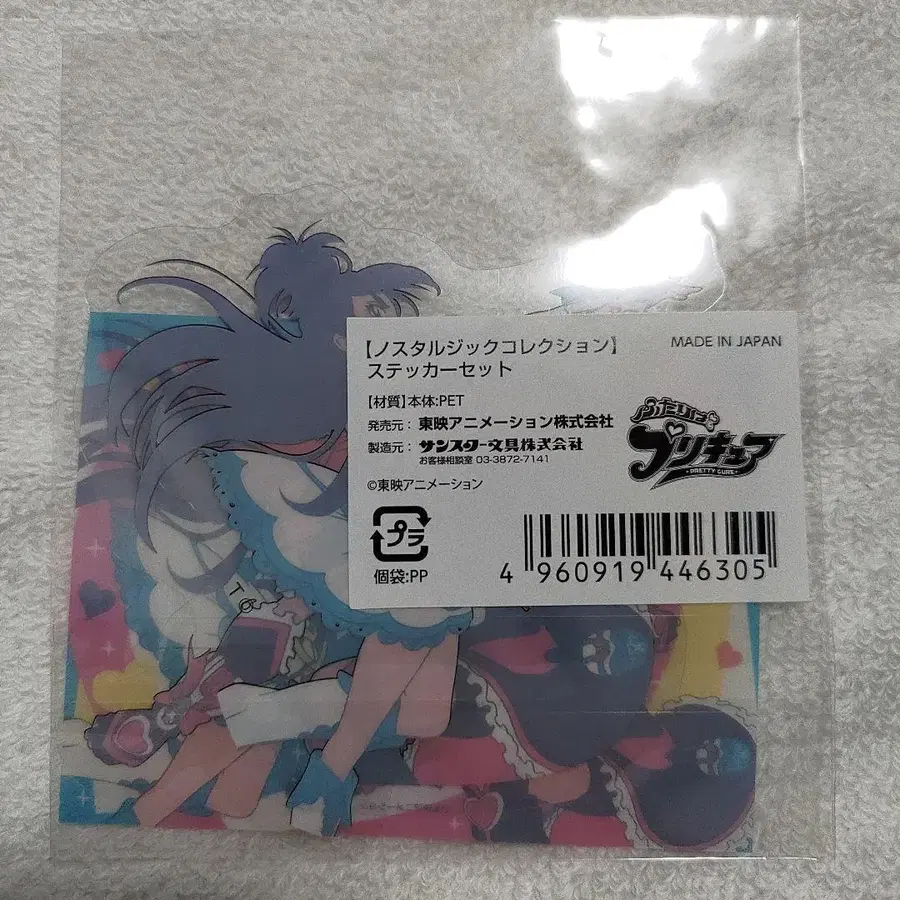 【ノスタルジックコレクション】
MADE IN JAPAN
ステッカーセット
【材質】本体:PET
発売元： 東映アニメーション株式会社
製造元： サンスター文具株式会社
お客様相談室 03-3872-7141
©東映アニメーション
ふたりは
プリキュア
PRETTY CURE
プラ
個袋:PP
4 960919 446305